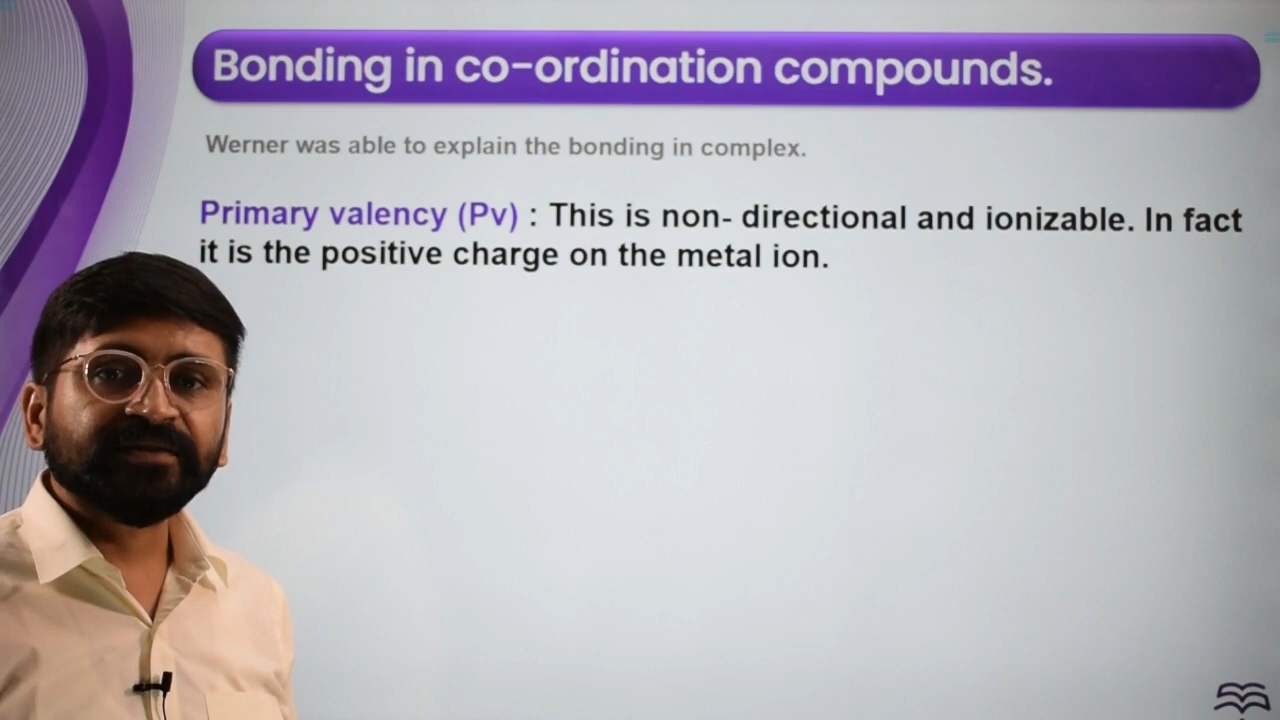 Bonding in co-ordination compounds.
Werner was able to explain the bonding in complex.
Primary valency (Pv) : This is non- directional and ionizable. In fact
it is the positive charge on the metal ion.